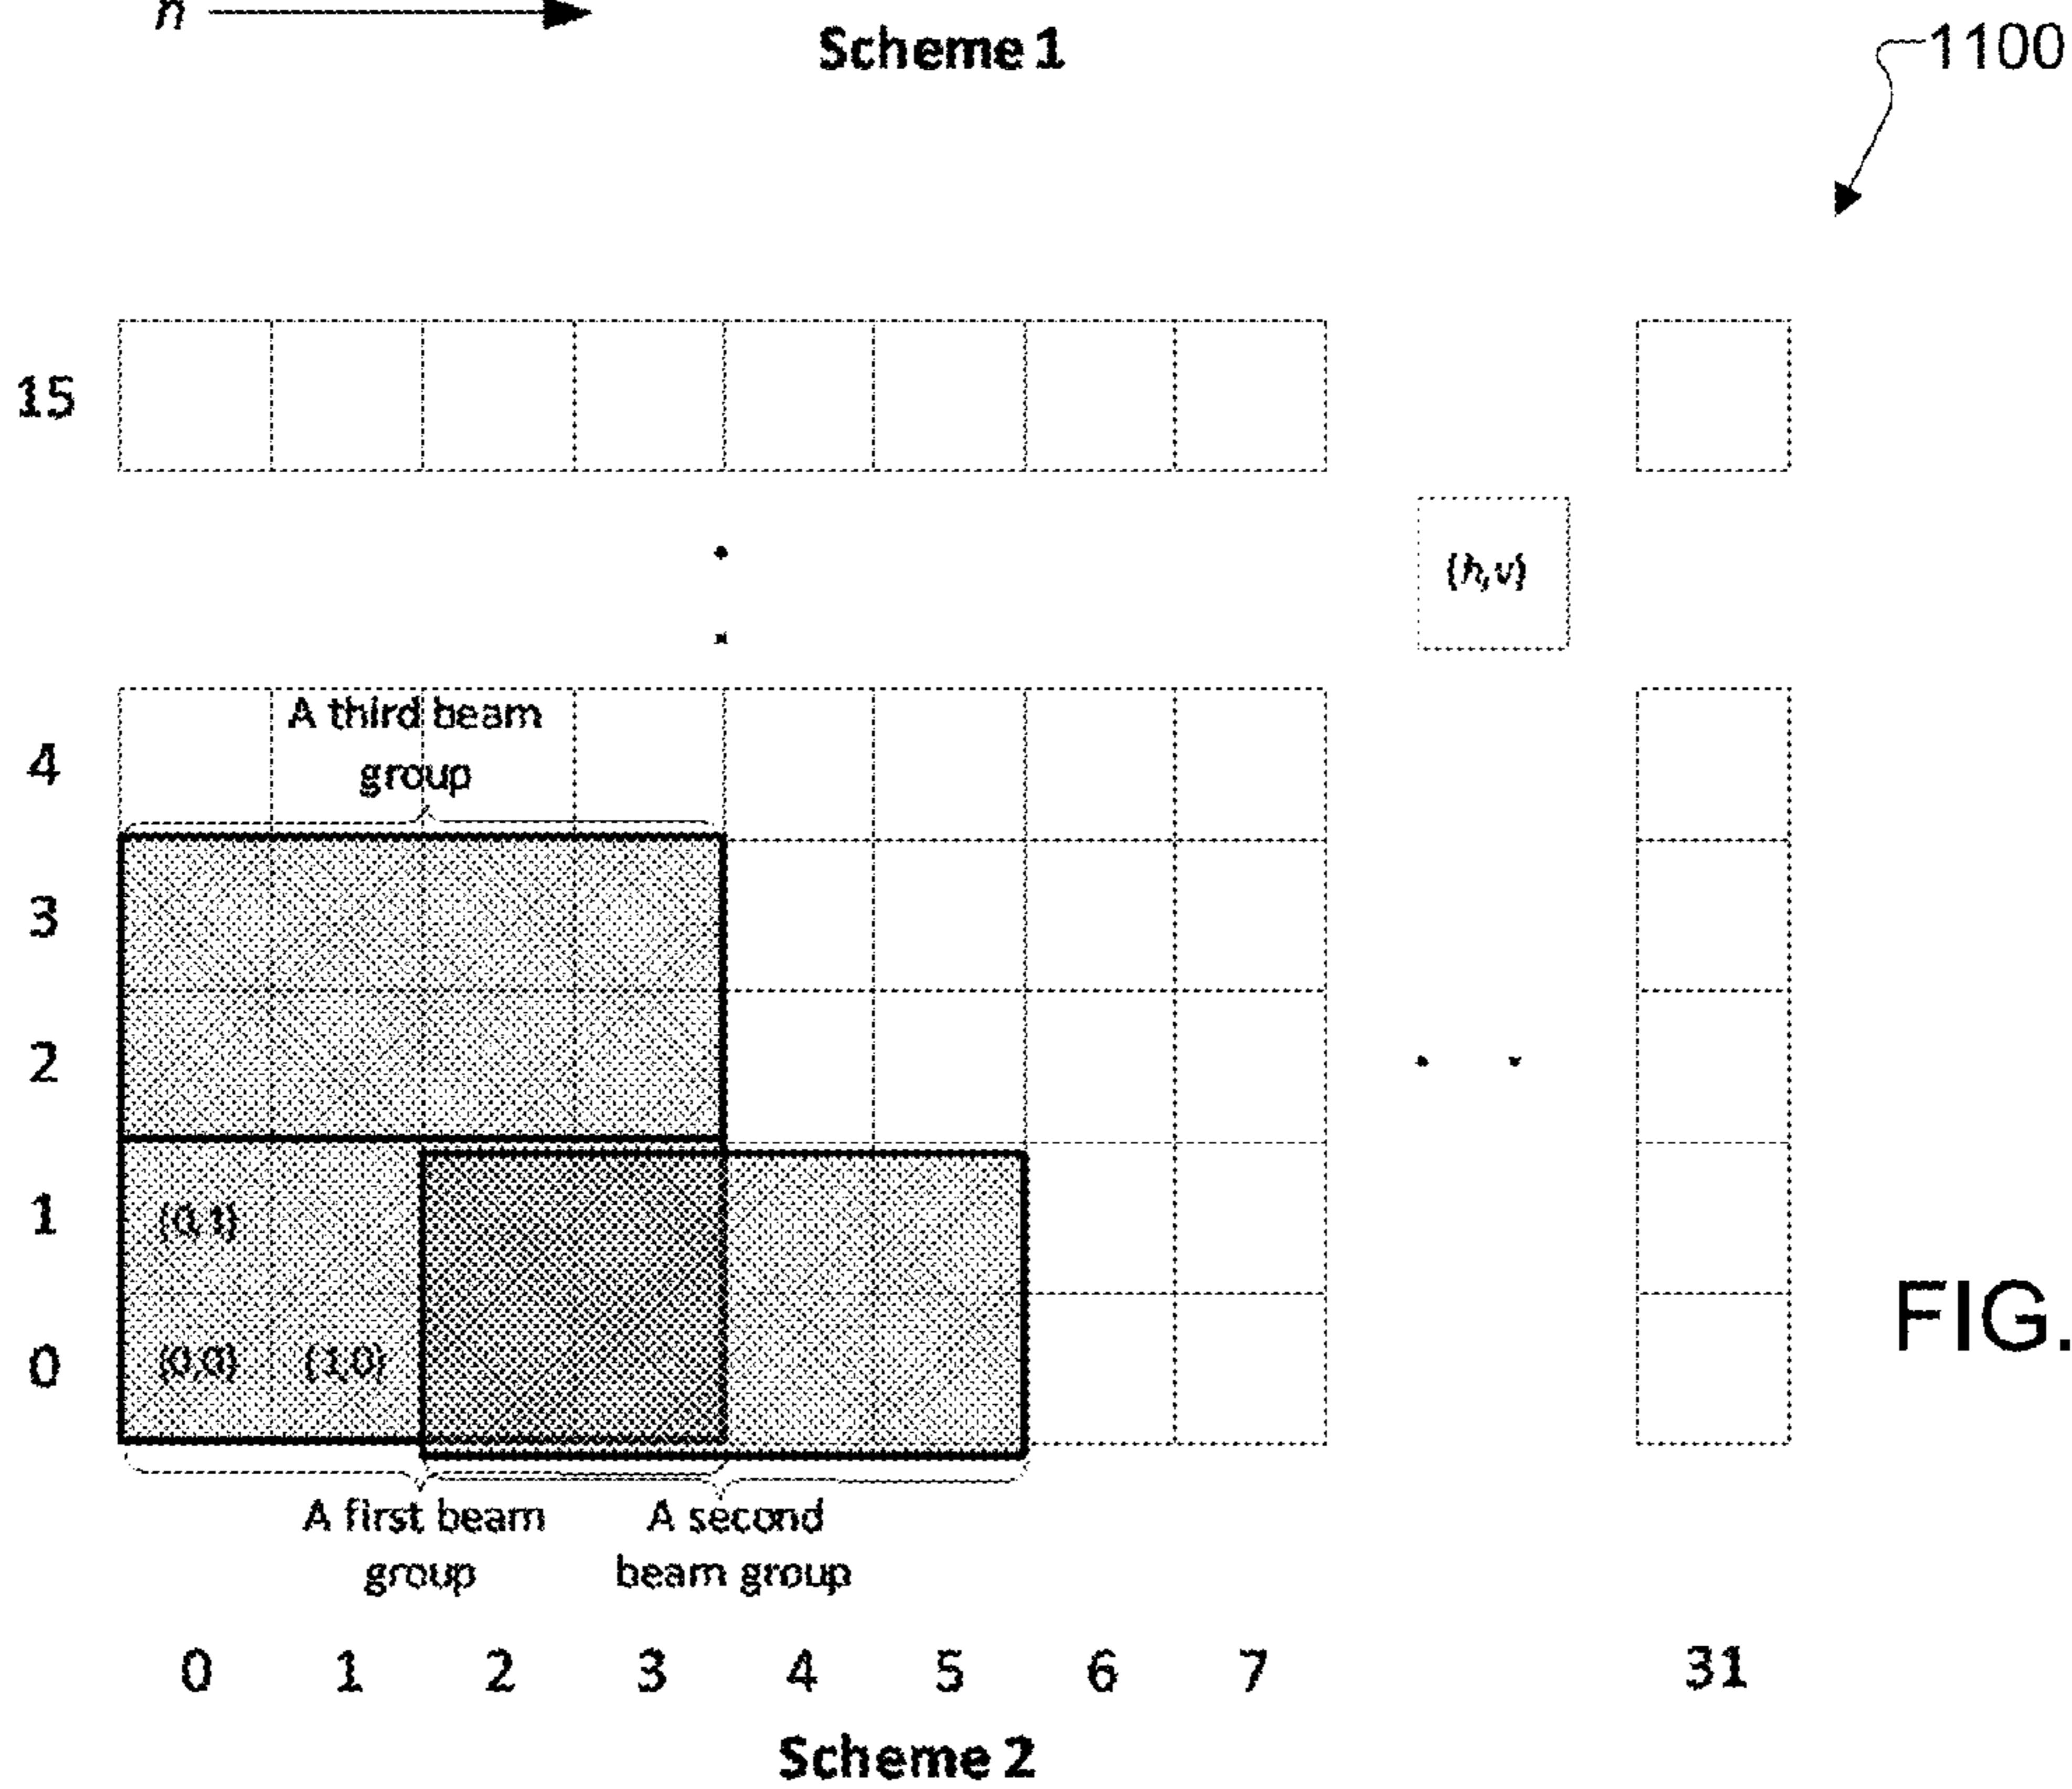 h
Scheme 1
1100
15
(h,v)
A third beam
group
4
3
2
1
(0,1)
0
(0,0)
(1,0)
FIG.
A first beam
group
A second
beam group
0 1 2 3 4 5 6 7 31
Scheme 2